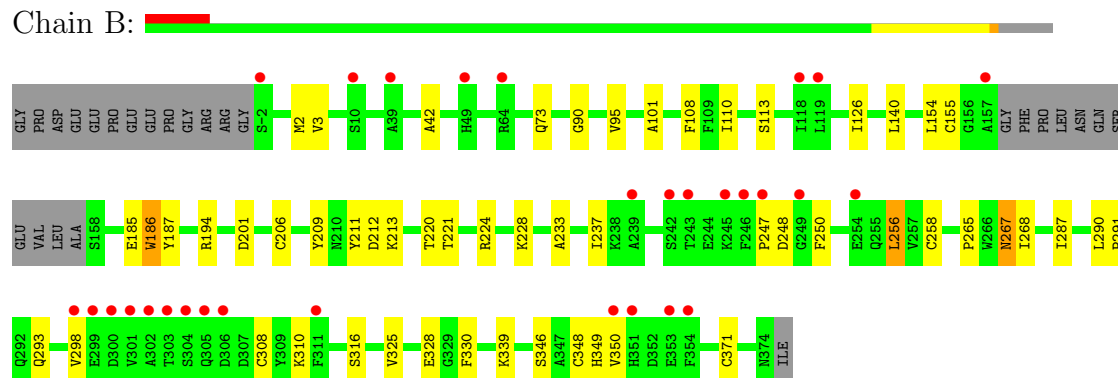 Chain B:
GLY PRO ASP GLU GLU PRO GLU GLU PRO GLY ARG ARG GLY S-2 M2 V3 S10 A39 A42 H49 R64 Q73 G90 V95 A101 F108 F109 I110 S113 I118 L119 I126 L140 L154 C155 G156 A157 GLY PHE PRO LEU ASN GLN SER
GLU VAL LEU ALA S158 E185 W186 Y187 R194 D201 C206 Y209 N210 Y211 D212 K213 T220 T221 R224 K228 A233 I237 K238 A239 S242 T243 E244 K245 F246 P247 D248 G249 F250 E254 Q255 L256 V257 C258 P265 W266 N267 I268 I287 L290 P291
Q292 Q293 V298 E299 D300 V301 A302 T303 S304 Q305 D306 D307 C308 Y309 K310 F311 S316 V325 E328 G329 F330 K339 S346 A347 C348 H349 V350 H351 D352 E353 F354 C371 N374 ILE